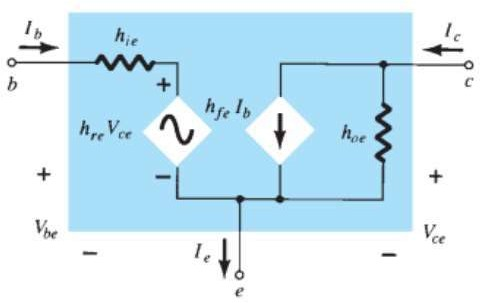 I_b
h_ie
I_c
b
c
+
h_re V_ce
h_fe I_b
h_oe
−
+
+
V_be
I_e
V_ce
−
−
e